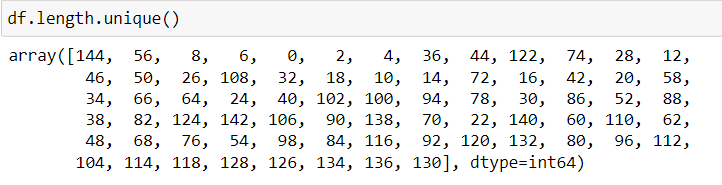 df.length.unique()
array([144, 56, 8, 6, 0, 2, 4, 36, 44, 122, 74, 28, 12,
46, 50, 26, 108, 32, 18, 10, 14, 72, 16, 42, 20, 58,
34, 66, 64, 24, 40, 102, 100, 94, 78, 30, 86, 52, 88,
38, 82, 124, 142, 106, 90, 138, 70, 22, 140, 60, 110, 62,
48, 68, 76, 54, 98, 84, 116, 92, 120, 132, 80, 96, 112,
104, 114, 118, 128, 126, 134, 136, 130], dtype=int64)